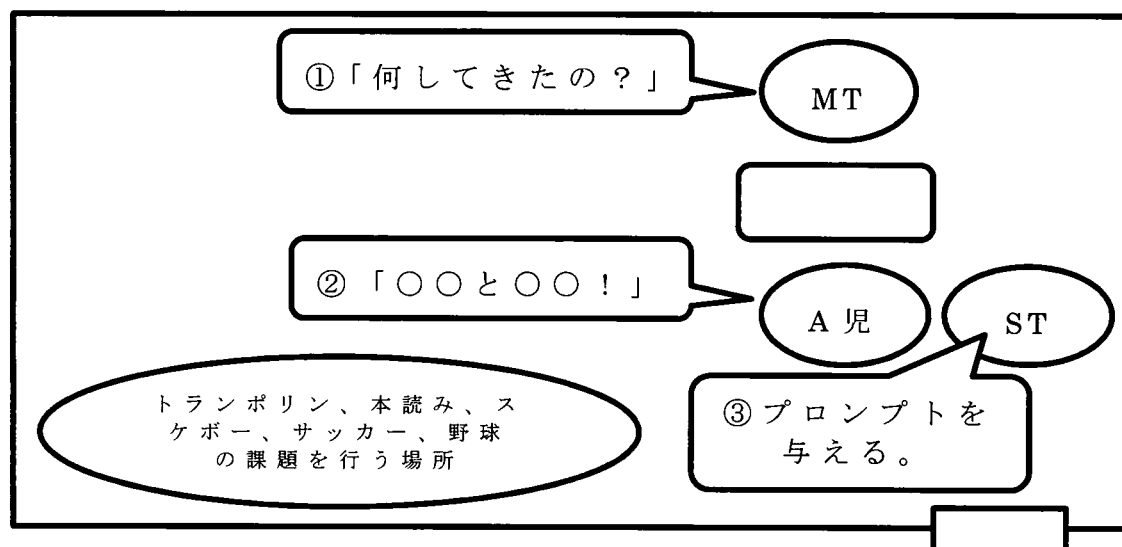 ①「何してきたの？」
MT
②「○○と○○！」
A児
ST
③プロンプトを
与える。
トランポリン、本読み、ス
ケボー、サッカー、野球
の課題を行う場所